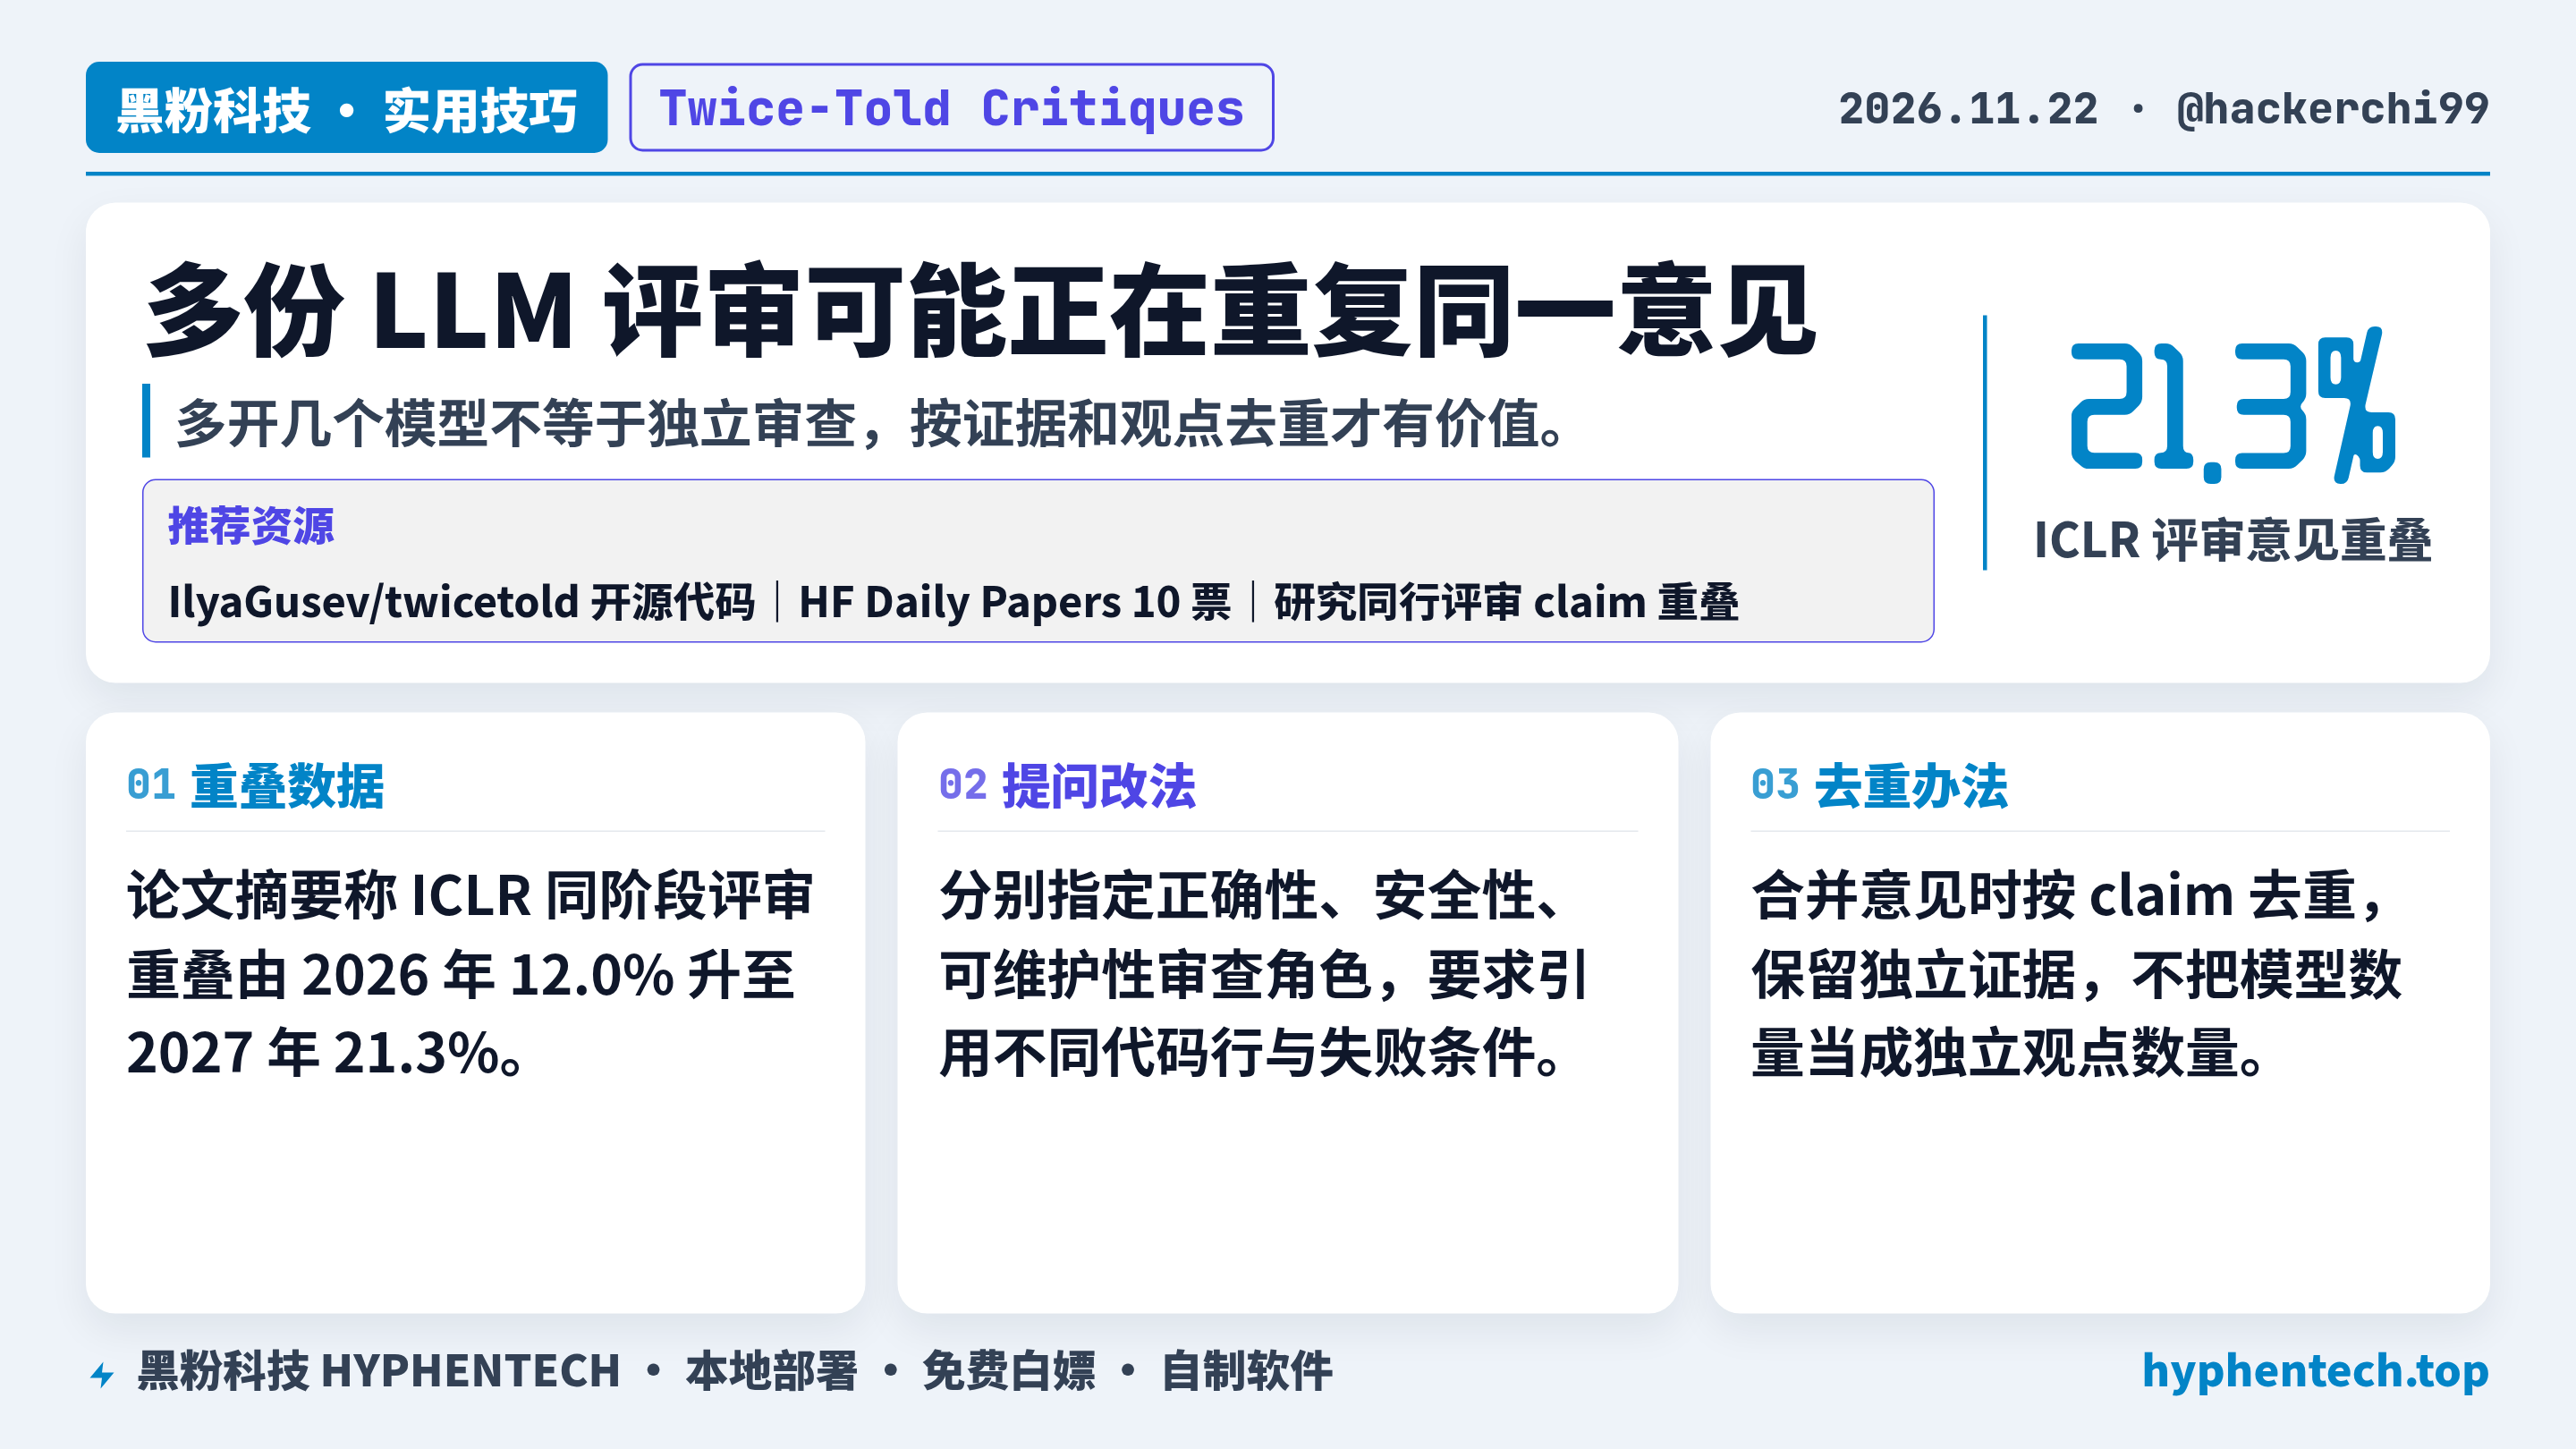 黑粉科技 · 实用技巧
Twice-Told Critiques
2026.11.22 · @hackerchi99
多份 LLM 评审可能正在重复同一意见
多开几个模型不等于独立审查，按证据和观点去重才有价值。
推荐资源
IlyaGusev/twicetold 开源代码｜HF Daily Papers 10 票｜研究同行评审 claim 重叠
21.3%
ICLR 评审意见重叠
01 重叠数据
论文摘要称 ICLR 同阶段评审
重叠由 2026 年 12.0% 升至
2027 年 21.3%。
02 提问改法
分别指定正确性、安全性、
可维护性审查角色，要求引
用不同代码行与失败条件。
03 去重办法
合并意见时按 claim 去重，
保留独立证据，不把模型数
量当成独立观点数量。
黑粉科技 HYPHENTECH · 本地部署 · 免费白嫖 · 自制软件
hyphentech.top